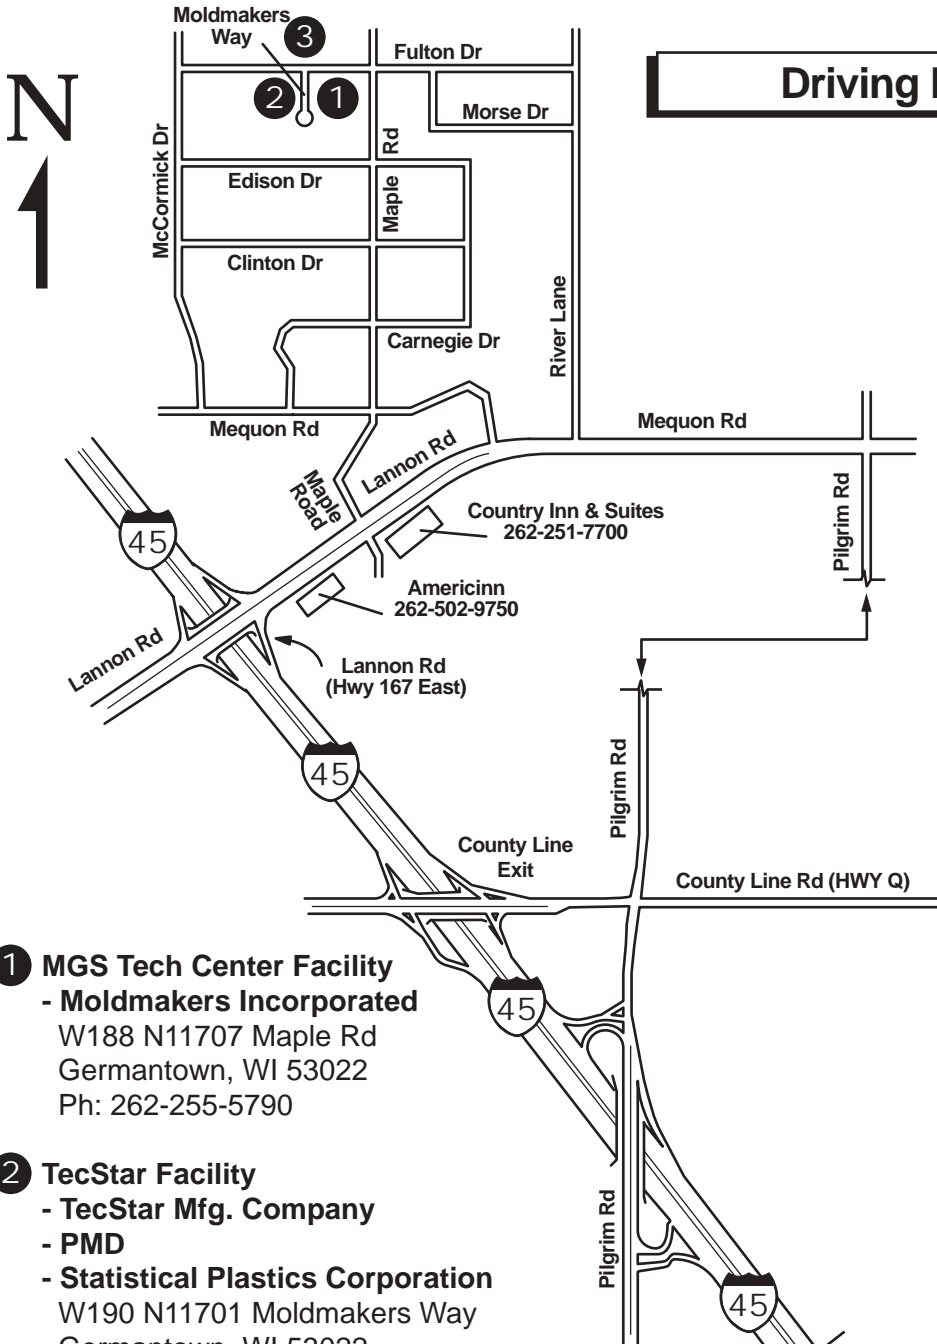 Moldmakers
Way
3
Fulton Dr
N
Driving
2
1
Morse Dr
McCormick Dr
Maple Rd
Edison Dr
Clinton Dr
River Lane
Carnegie Dr
Mequon Rd
Mequon Rd
Lannon Rd
Maple
Road
Pilgrim Rd
Country Inn & Suites
262-251-7700
45
Americinn
262-502-9750
Lannon Rd
Lannon Rd
(Hwy 167 East)
45
Pilgrim Rd
County Line
Exit
County Line Rd (HWY Q)
45
1 MGS Tech Center Facility
- Moldmakers Incorporated
W188 N11707 Maple Rd
Germantown, WI 53022
Ph: 262-255-5790
2 TecStar Facility
- TecStar Mfg. Company
- PMD
- Statistical Plastics Corporation
W190 N11701 Moldmakers Way
Germantown, WI 53022
Pilgrim Rd
45